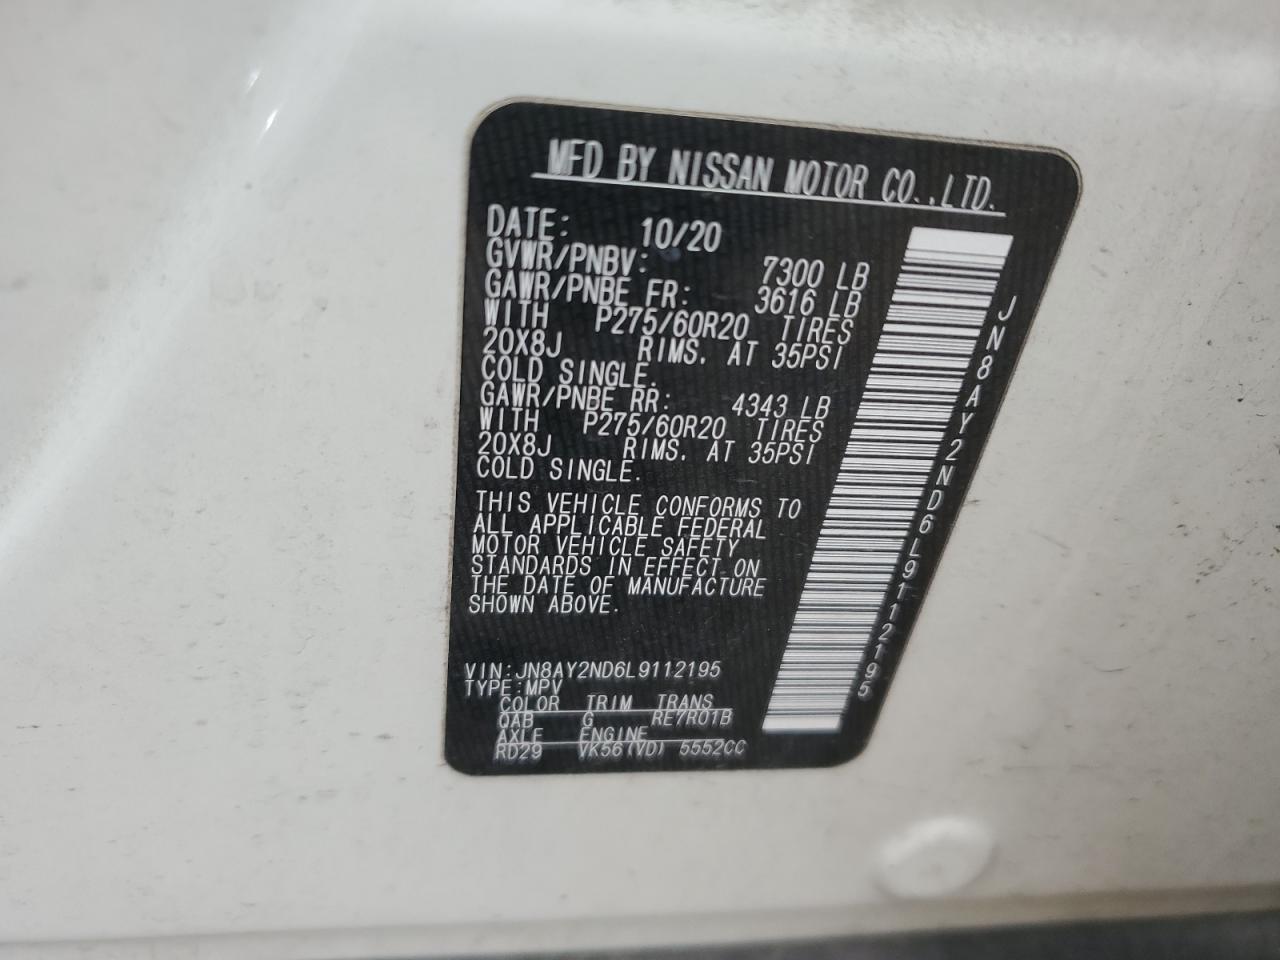 MFD BY NISSAN MOTOR CO.,LTD.
DATE: 10/20
GVWR/PNBV: 7300 LB
GAWR/PNBE FR: 3616 LB
WITH P275/60R20 TIRES
20X8J RIMS. AT 35PSI
COLD SINGLE.
GAWR/PNBE RR: 4343 LB
WITH P275/60R20 TIRES
20X8J RIMS. AT 35PSI
COLD SINGLE.
THIS VEHICLE CONFORMS TO
ALL APPLICABLE FEDERAL
MOTOR VEHICLE SAFETY
STANDARDS IN EFFECT ON
THE DATE OF MANUFACTURE
SHOWN ABOVE.
VIN:JN8AY2ND6L9112195
TYPE:MPV
COLOR TRIM TRANS
QAB G RE7R01B
AXLE ENGINE
RD29 VK56(VD) 5552CC
JN8AY2ND6L9112195